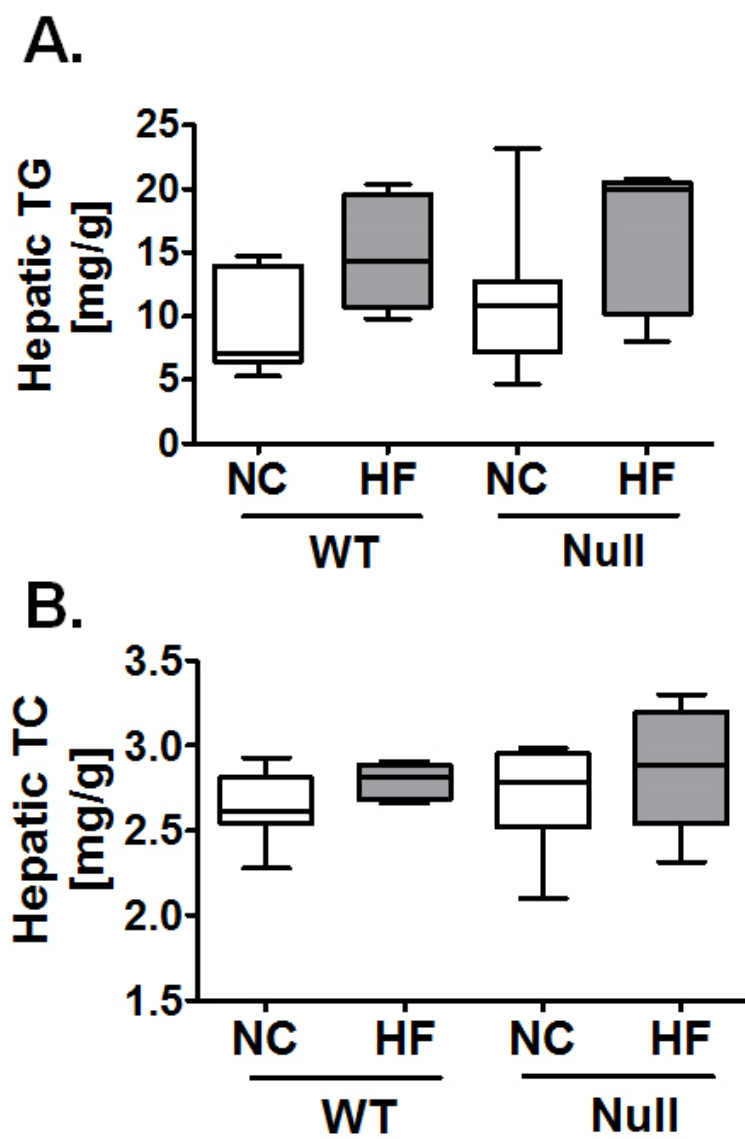 A.
Hepatic TG
[mg/g]
25
20
15
10
5
0
NC HF NC HF
WT Null
B.
Hepatic TC
[mg/g]
3.5
3.0
2.5
2.0
1.5
NC HF NC HF
WT Null